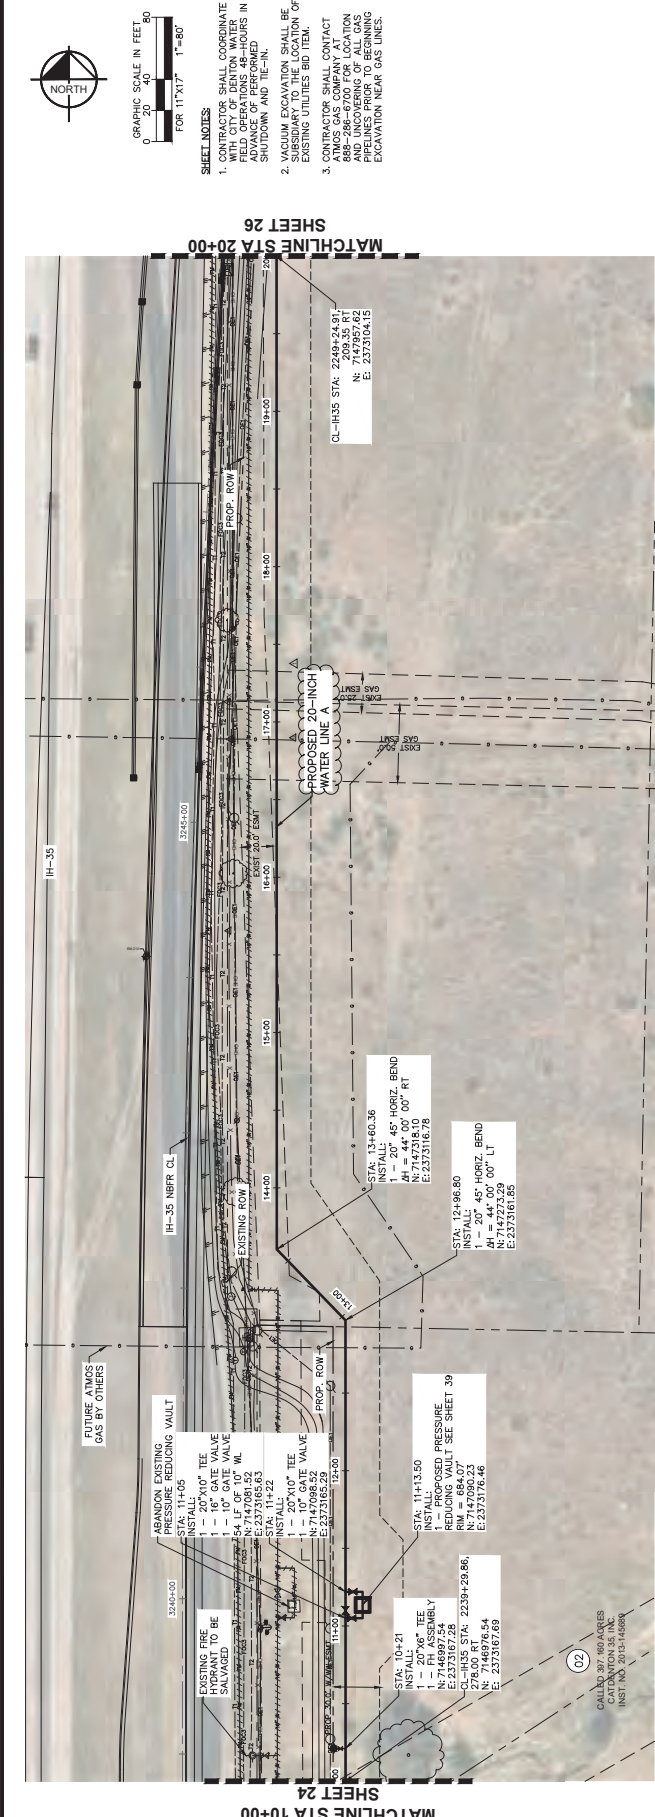 NORTH
GRAPHIC SCALE IN FEET
0 20 40 80
FOR 11"X17" 1"=80'
SHEET NOTES:
1. CONTRACTOR SHALL COORDINATE
WITH CITY OF DENTON WATER
FIELD OPERATIONS 48-HOURS IN
ADVANCE OF PERFORMED
SHUTDOWN AND TIE-IN.
2. VACUUM EXCAVATION SHALL BE
SUBSIDIARY TO THE LOCATION OF
EXISTING UTILITIES BID ITEM.
3. CONTRACTOR SHALL CONTACT
ATMOS GAS COMPANY AT
888-286-6700 FOR LOCATION
AND UNCOVERING OF ALL GAS
PIPELINES PRIOR TO BEGINNING
EXCAVATION NEAR GAS LINES.
MATCHLINE STA 20+00
SHEET 26
MATCHLINE STA 10+00
SHEET 24
IH-35
IH-35 NBFR CL
FUTURE ATMOS
GAS BY OTHERS
3240+00
3245+00
ABANDON EXISTING
PRESSURE REDUCING VAULT
STA: 11+05
INSTALL:
1 - 20"X10" TEE
1 - 16" GATE VALVE
1 - 10" GATE VALVE
54 LF OF 10" WL
N: 7147081.52
E: 2373165.63
STA: 11+22
INSTALL:
1 - 20"X10" TEE
1 - 10" GATE VALVE
N: 7147098.52
E: 2373165.29
EXISTING FIRE
HYDRANT TO BE
SALVAGED
EXISTING ROW
PROP. ROW
PROP. ROW
EXIST 20.0' ESMT
PROP 30.0' W/WW ESMT
11+00
12+00
13+00
14+00
15+00
16+00
17+00
18+00
19+00
20
PROPOSED 20-INCH
WATER LINE A
EXIST 25.0'
GAS ESMT
EXIST 50.0'
GAS ESMT
CL-IH35 STA: 2249+24.91,
209.35 RT
N: 7147957.62
E: 2373104.15
STA: 13+60.36
INSTALL:
1 - 20" 45° HORIZ. BEND
ΔH = 44° 00' 00" RT
N:7147318.10
E:2373116.78
STA: 12+96.80
INSTALL:
1 - 20" 45° HORIZ. BEND
ΔH = 44° 00' 00" LT
N: 7147273.29
E: 2373161.85
STA: 11+13.50
INSTALL:
1 - PROPOSED PRESSURE
REDUCING VAULT SEE SHEET 39
RIM = 684.07'
N: 7147090.23
E: 2373176.46
STA: 10+21
INSTALL:
1 - 20"X6" TEE
1 - FH ASSEMBLY
N:7146997.54
E:2373167.28
CL-IH35 STA: 2239+29.86,
278.00 RT
N: 7146976.54
E: 2373167.69
02
CALLED 397.160 ACRES
CATDENTON 35, INC.
INST. NO. 2013-145689